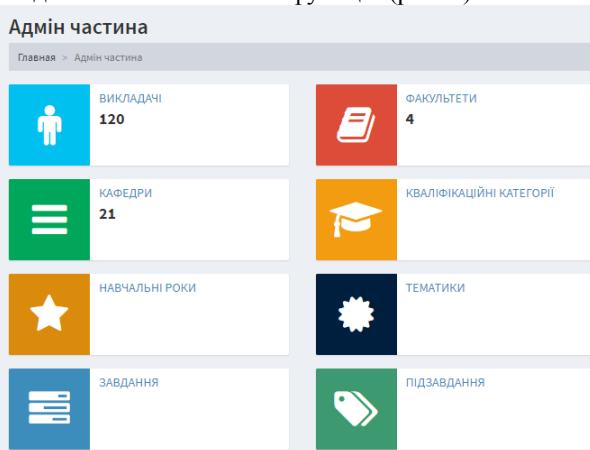 Адмін частина
Главная > Адмін частина
ВИКЛАДАЧІ
120
ФАКУЛЬТЕТИ
4
КАФЕДРИ
21
КВАЛІФІКАЦІЙНІ КАТЕГОРІЇ
НАВЧАЛЬНІ РОКИ
ТЕМАТИКИ
ЗАВДАННЯ
ПІДЗАВДАННЯ